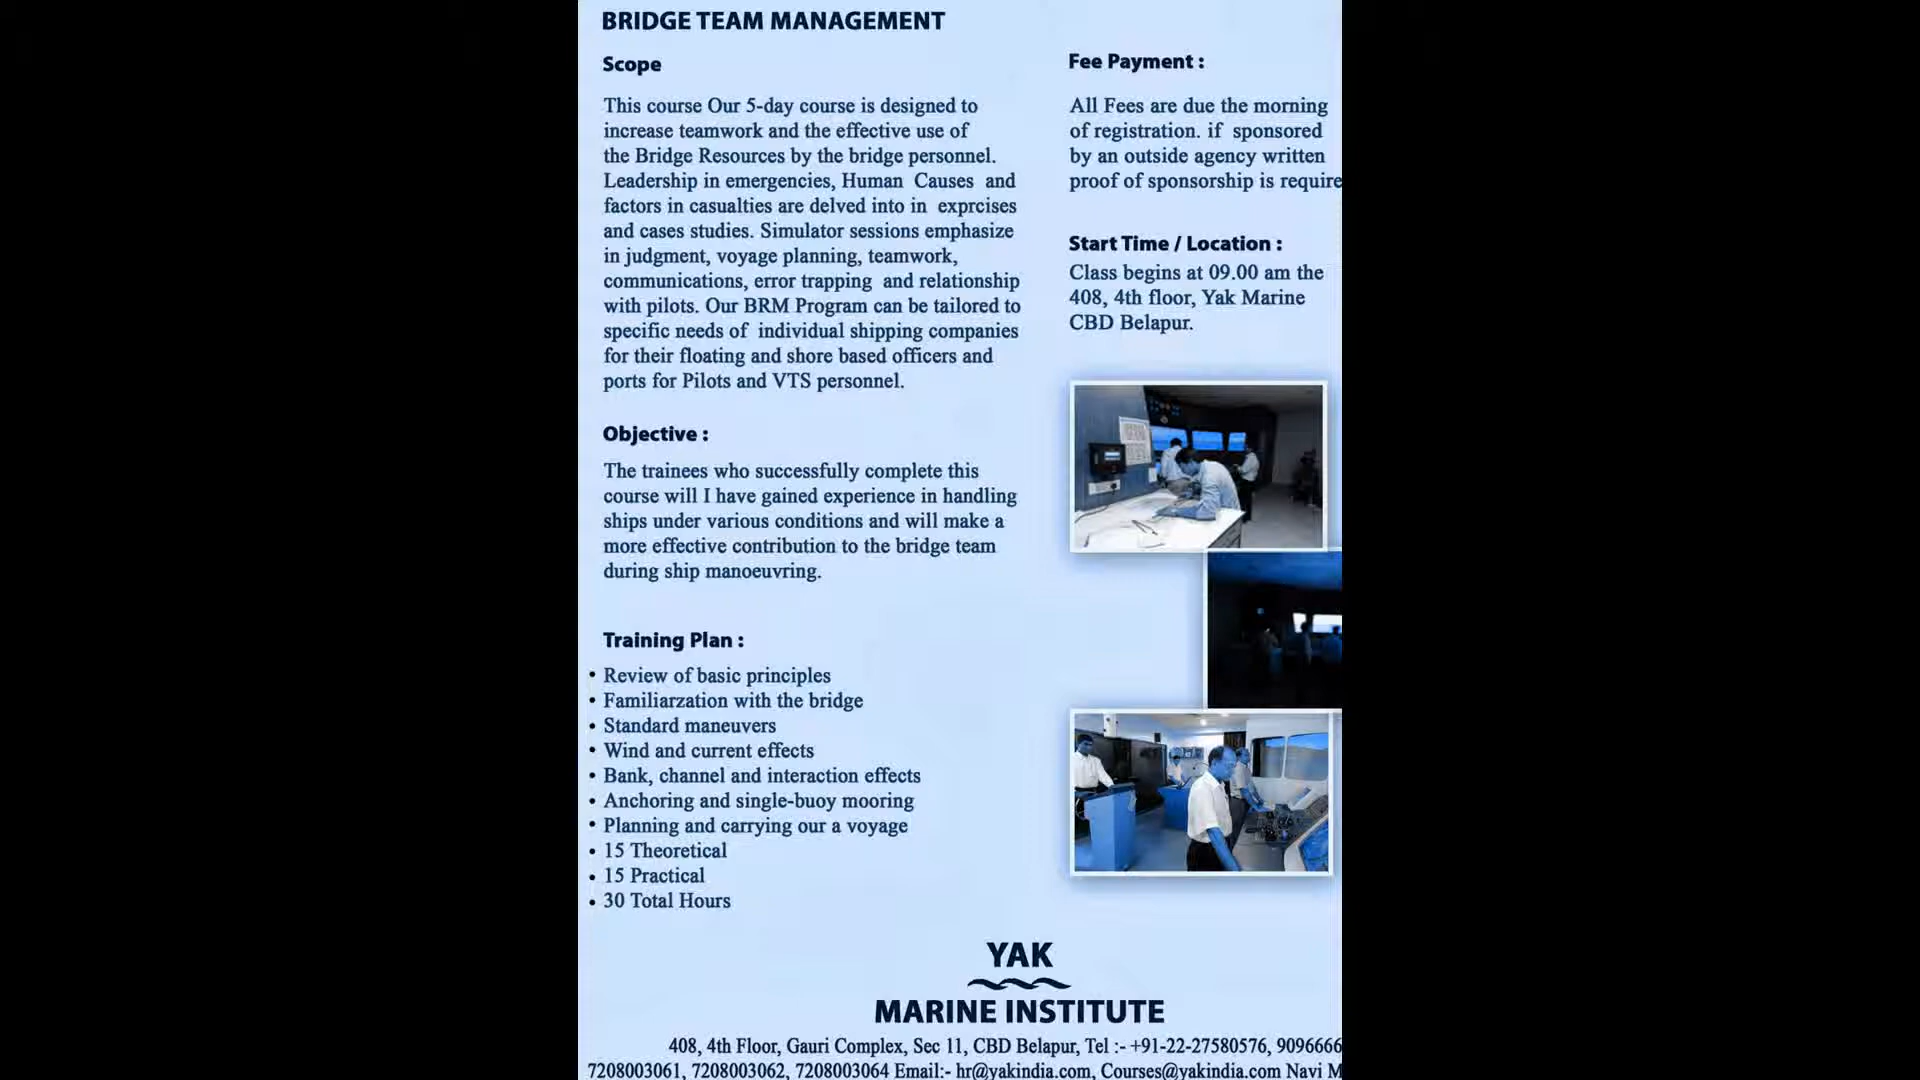 BRIDGE TEAM MANAGEMENT
Scope
This course Our 5-day course is designed to
increase teamwork and the effective use of
the Bridge Resources by the bridge personnel.
Leadership in emergencies, Human Causes and
factors in casualties are delved into in exprcises
and cases studies. Simulator sessions emphasize
in judgment, voyage planning, teamwork,
communications, error trapping and relationship
with pilots. Our BRM Program can be tailored to
specific needs of individual shipping companies
for their floating and shore based officers and
ports for Pilots and VTS personnel.
Objective :
The trainees who successfully complete this
course will I have gained experience in handling
ships under various conditions and will make a
more effective contribution to the bridge team
during ship manoeuvring.
Training Plan :
• Review of basic principles
• Familiarzation with the bridge
• Standard maneuvers
• Wind and current effects
• Bank, channel and interaction effects
• Anchoring and single-buoy mooring
• Planning and carrying our a voyage
• 15 Theoretical
• 15 Practical
• 30 Total Hours
Fee Payment :
All Fees are due the morning
of registration. if sponsored
by an outside agency written
proof of sponsorship is require
Start Time / Location :
Class begins at 09.00 am the
408, 4th floor, Yak Marine
CBD Belapur.
YAK
MARINE INSTITUTE
408, 4th Floor, Gauri Complex, Sec 11, CBD Belapur, Tel :- +91-22-27580576, 9096666
7208003061, 7208003062, 7208003064 Email:- hr@yakindia.com, Courses@yakindia.com Navi M